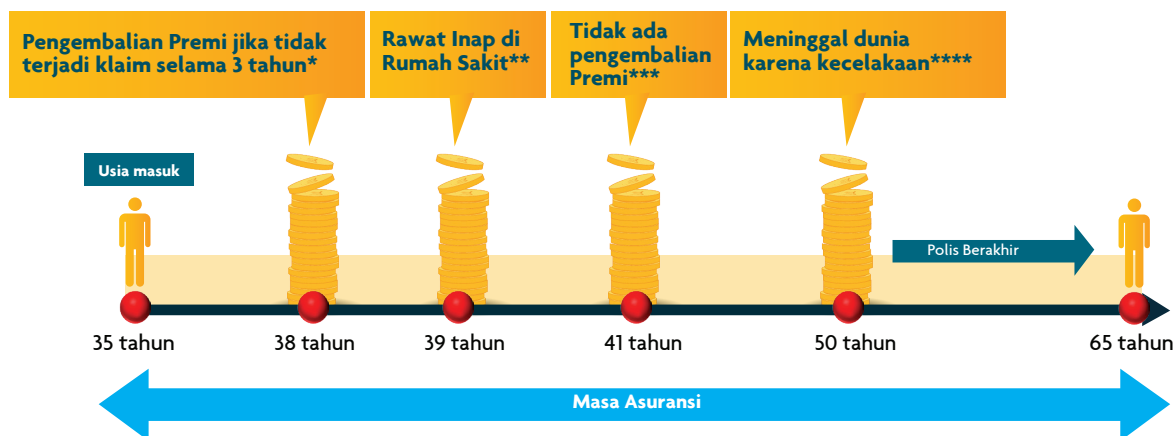 Pengembalian Premi jika tidak
terjadi klaim selama 3 tahun*
Rawat Inap di
Rumah Sakit**
Tidak ada
pengembalian
Premi***
Meninggal dunia
karena kecelakaan****
Usia masuk
Polis Berakhir
35 tahun
38 tahun
39 tahun
41 tahun
50 tahun
65 tahun
Masa Asuransi